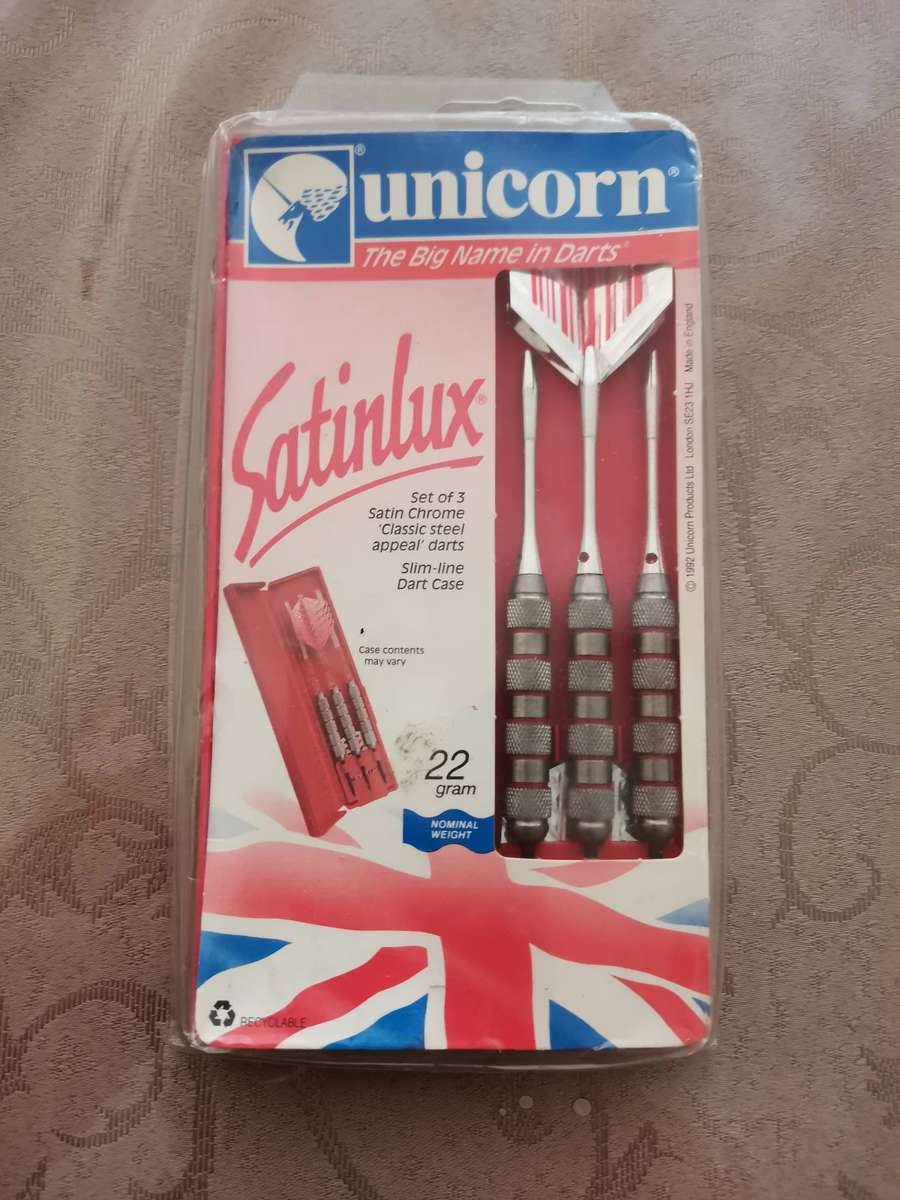 unicorn®
The Big Name in Darts®
Satinlux®
Set of 3
Satin Chrome
'Classic steel
appeal' darts
Slim-line
Dart Case
Case contents
may vary
22
gram
NOMINAL
WEIGHT
© 1992 Unicorn Products Ltd London SE23 1HJ Made in England
RECYCLABLE